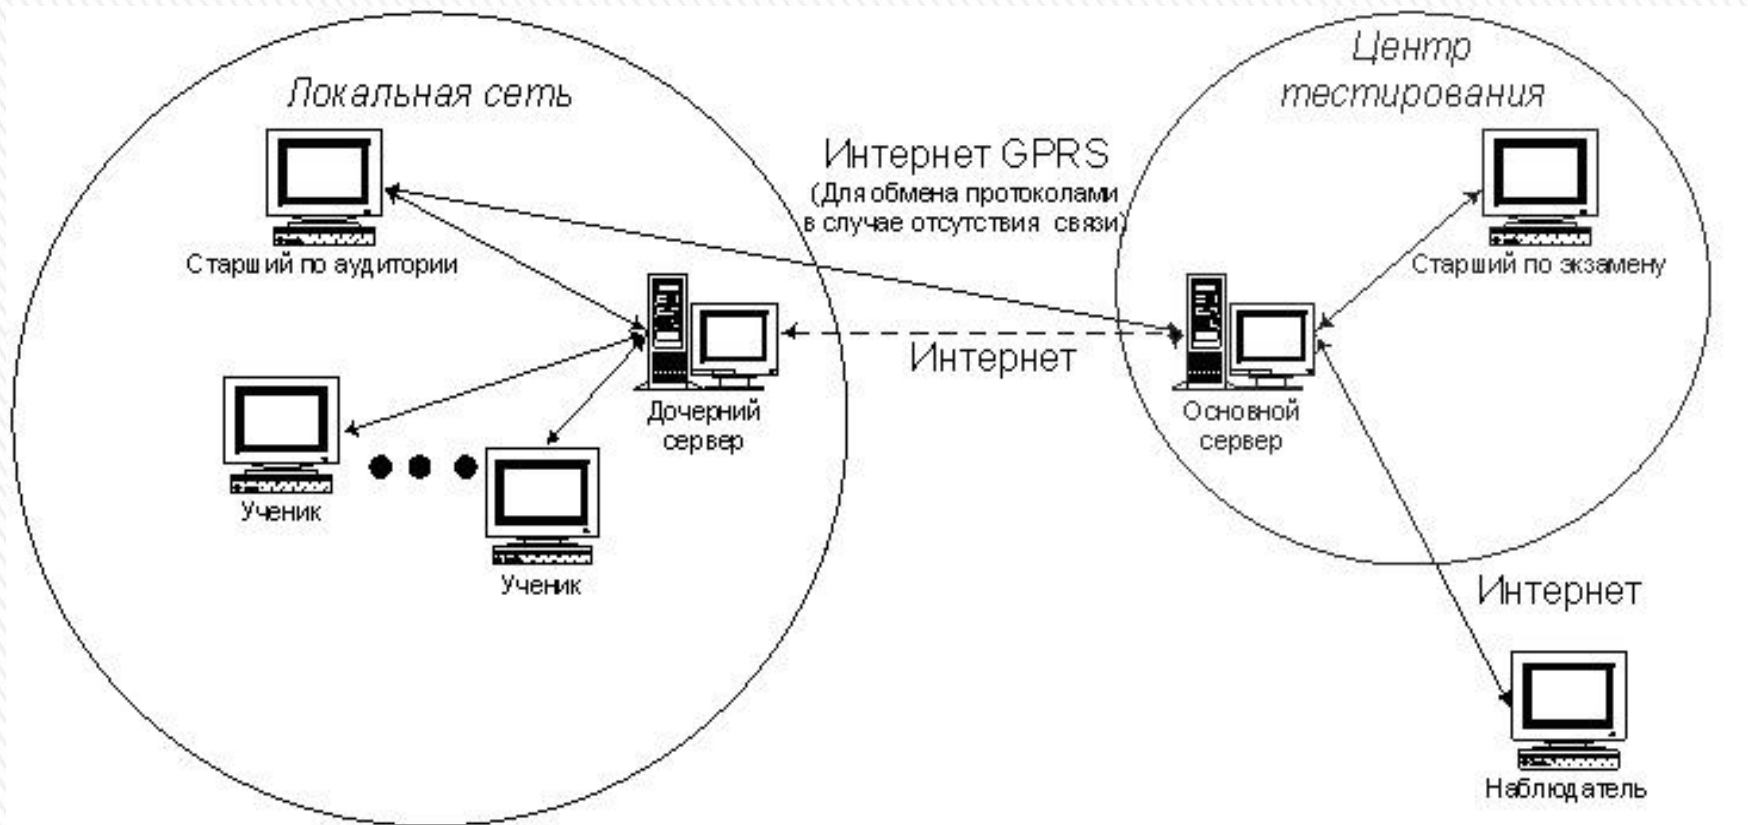 Локальная сеть
Старший по аудитории
Ученик
Ученик
Дочерний
сервер
Интернет GPRS
(Для обмена протоколами
в случае отсутствия связи)
Интернет
Центр
тестирования
Старший по экзамену
Основной
сервер
Интернет
Наблюдатель